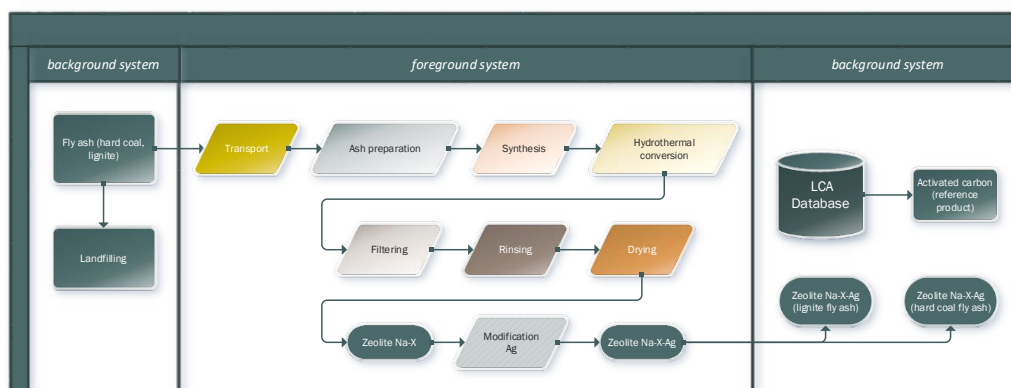 background system
foreground system
background system
Fly ash (hard coal,
lignite)
Transport
Ash preparation
Synthesis
Hydrothermal
conversion
LCA
Database
Activated carbon
(reference
product)
Landfilling
Filtering
Rinsing
Drying
Zeolite Na-X-Ag
(lignite fly ash)
Zeolite Na-X-Ag
(hard coal fly ash)
Zeolite Na-X
Modification
Ag
Zeolite Na-X-Ag